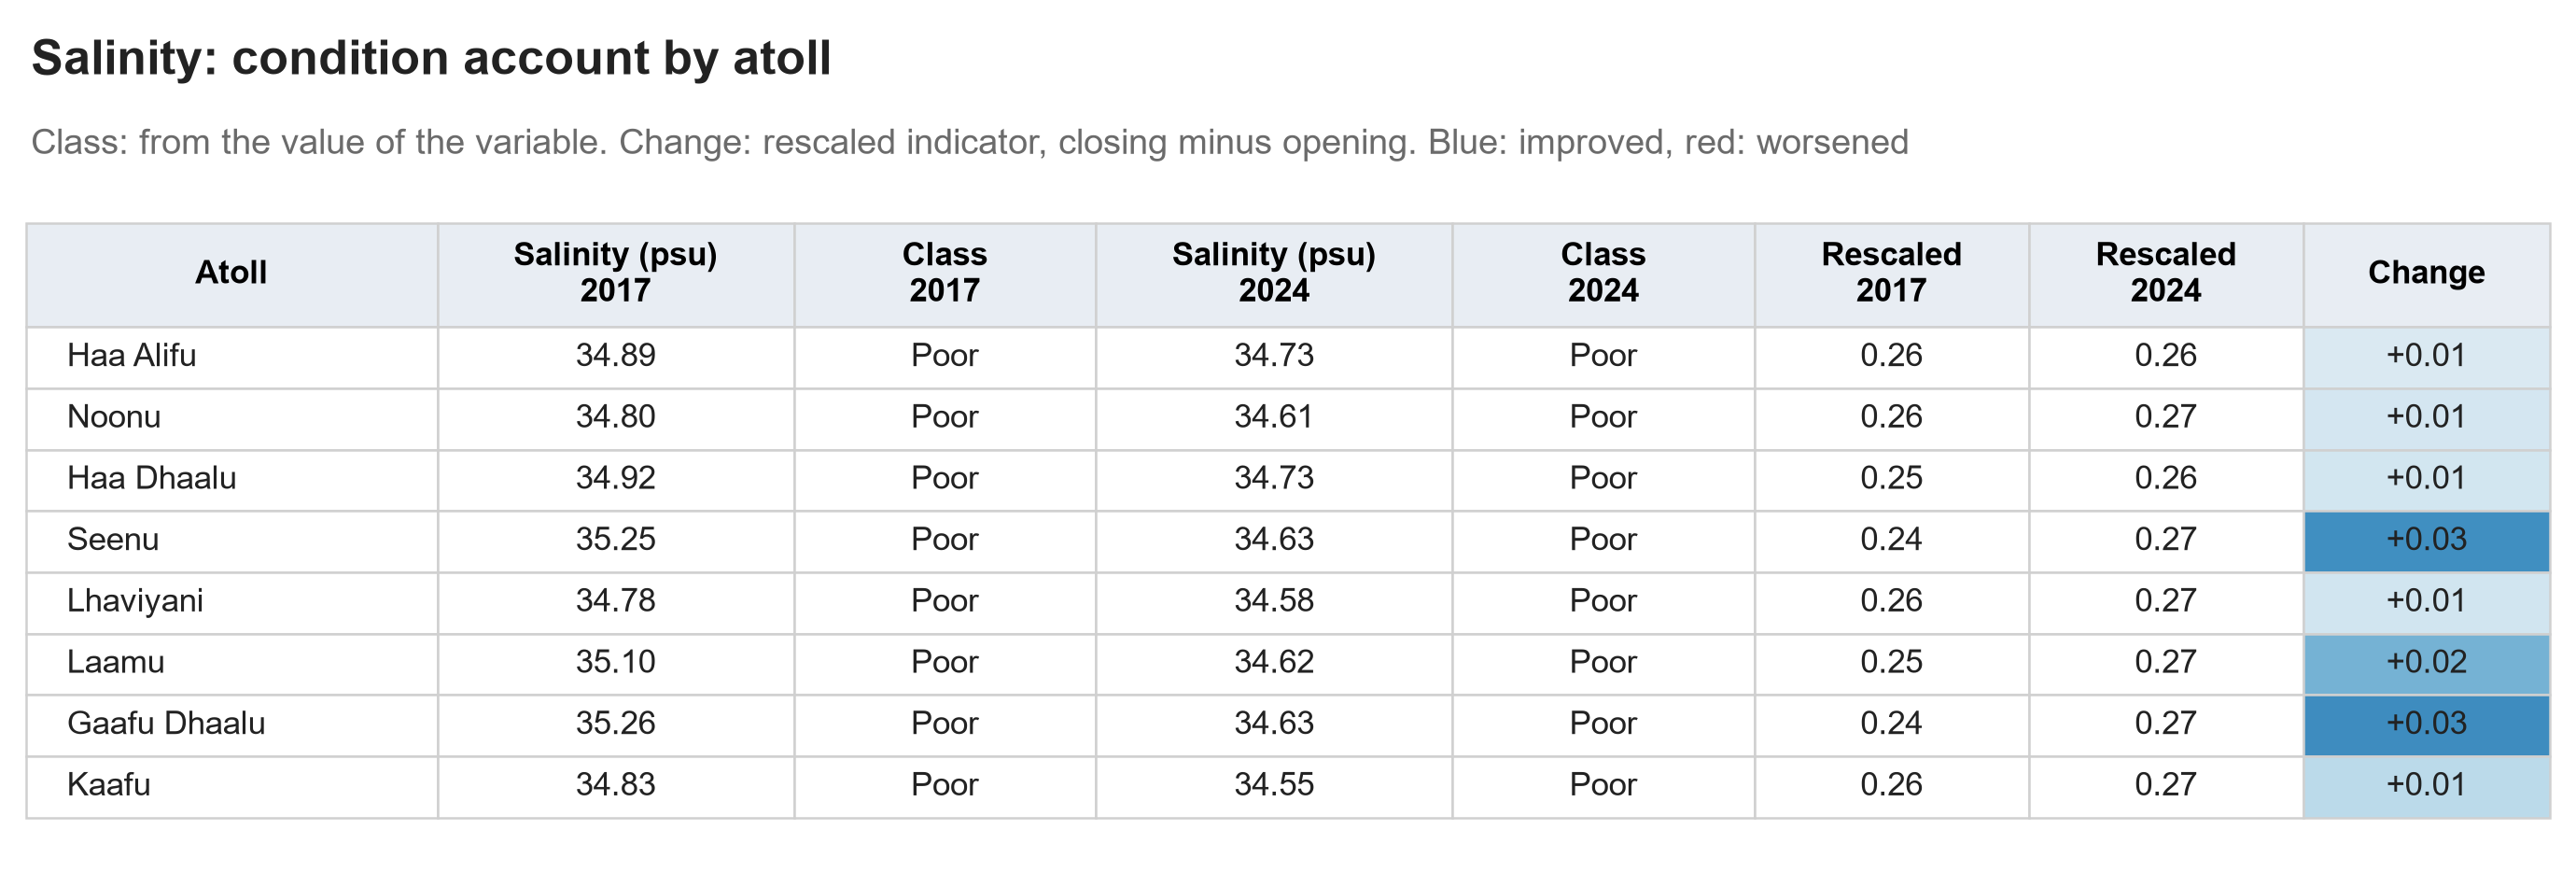 Salinity: condition account by atoll
Class: from the value of the variable. Change: rescaled indicator, closing minus opening. Blue: improved, red: worsened
Atoll Salinity (psu) 2017 Class 2017 Salinity (psu) 2024 Class 2024 Rescaled 2017 Rescaled 2024 Change
Haa Alifu 34.89 Poor 34.73 Poor 0.26 0.26 +0.01
Noonu 34.80 Poor 34.61 Poor 0.26 0.27 +0.01
Haa Dhaalu 34.92 Poor 34.73 Poor 0.25 0.26 +0.01
Seenu 35.25 Poor 34.63 Poor 0.24 0.27 +0.03
Lhaviyani 34.78 Poor 34.58 Poor 0.26 0.27 +0.01
Laamu 35.10 Poor 34.62 Poor 0.25 0.27 +0.02
Gaafu Dhaalu 35.26 Poor 34.63 Poor 0.24 0.27 +0.03
Kaafu 34.83 Poor 34.55 Poor 0.26 0.27 +0.01